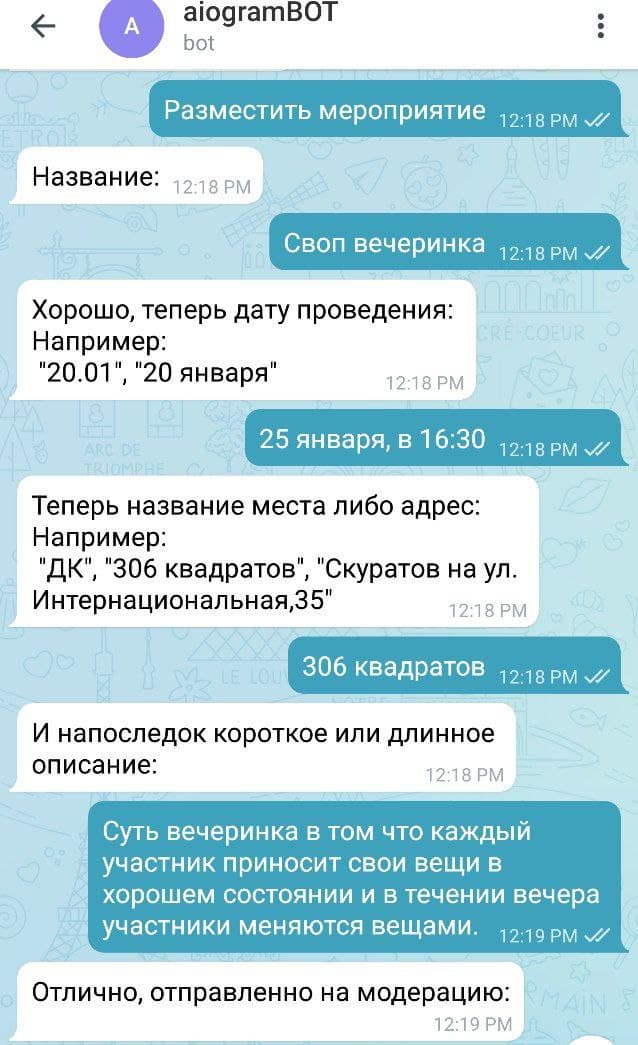 aiogramBOT
A
bot
Разместить мероприятие 12:18 PM
Название: 12:18 PM
Своп вечеринка 12:18 PM
Хорошо, теперь дату проведения:
Например:
"20.01", "20 января"
12:18 PM
25 января, в 16:30 12:18 PM
Теперь название места либо адрес:
Например:
"ДК", "306 квадратов", "Скуратов на ул.
Интернациональная,35"
12:18 PM
306 квадратов 12:18 PM
И напоследок короткое или длинное
описание:
12:18 PM
Суть вечеринка в том что каждый
участник приносит свои вещи в
хорошем состоянии и в течении вечера
участники меняются вещами. 12:19 PM
Отлично, отправленно на модерацию:
12:19 PM
ARC DE
TRIOMPHE